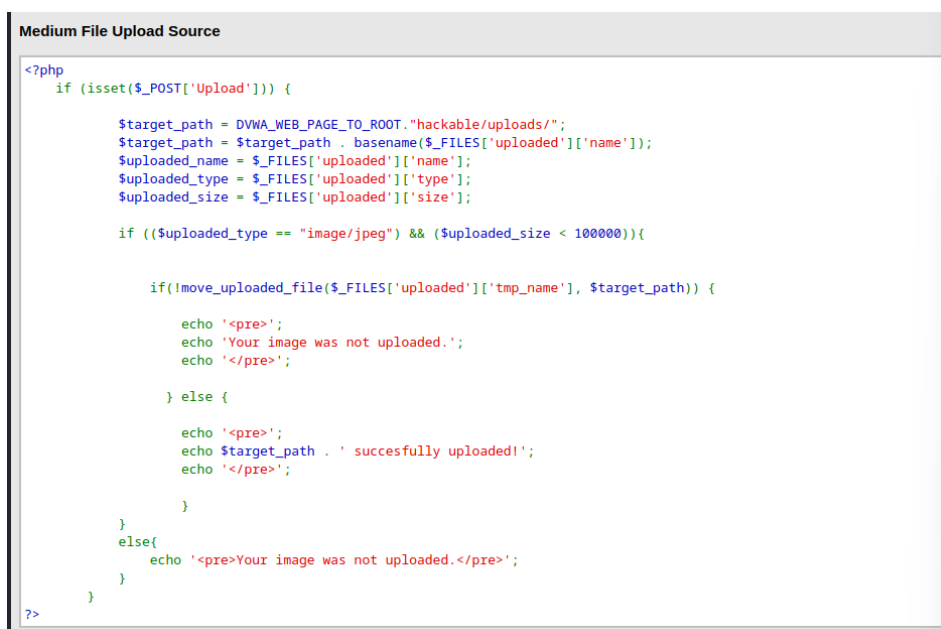 Medium File Upload Source
<?php
if (isset($_POST['Upload'])) {
$target_path = DVWA_WEB_PAGE_TO_ROOT."hackable/uploads/";
$target_path = $target_path . basename($_FILES['uploaded']['name']);
$uploaded_name = $_FILES['uploaded']['name'];
$uploaded_type = $_FILES['uploaded']['type'];
$uploaded_size = $_FILES['uploaded']['size'];
if (($uploaded_type == "image/jpeg") && ($uploaded_size < 100000)){
if(!move_uploaded_file($_FILES['uploaded']['tmp_name'], $target_path)) {
echo '<pre>';
echo 'Your image was not uploaded.';
echo '</pre>';
} else {
echo '<pre>';
echo $target_path . ' succesfully uploaded!';
echo '</pre>';
}
}
else{
echo '<pre>Your image was not uploaded.</pre>';
}
}
?>